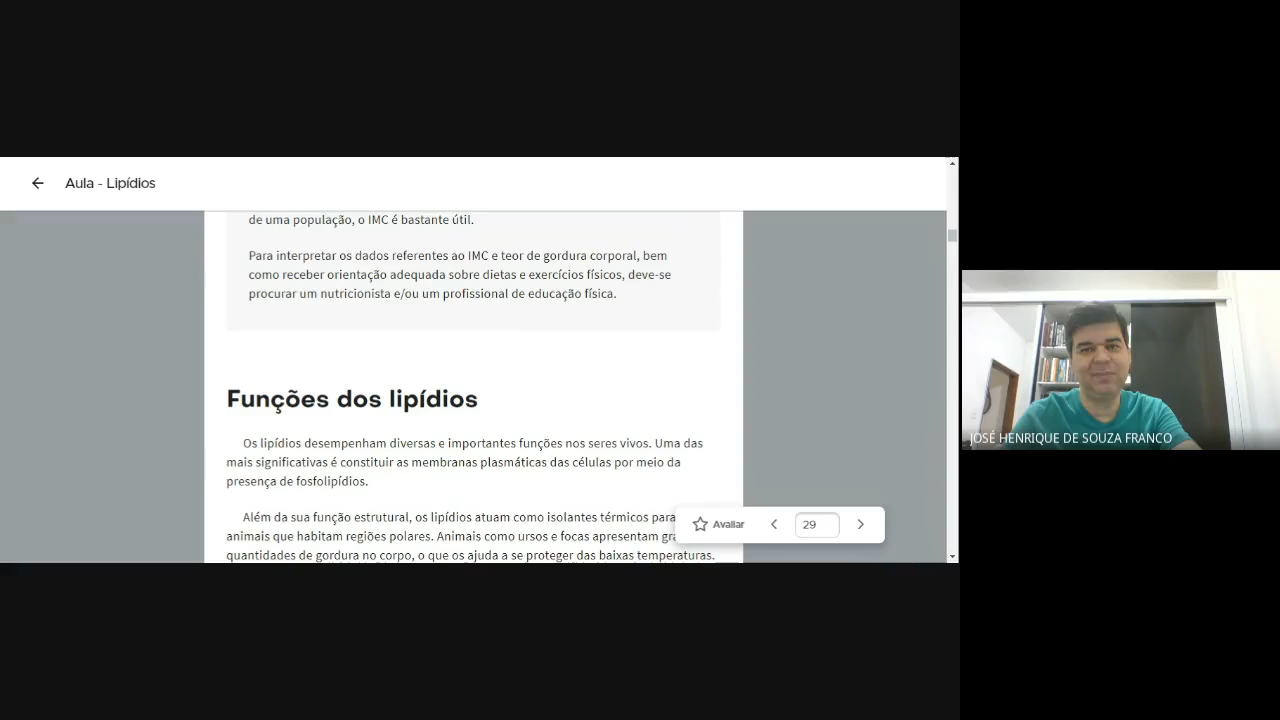 Aula - Lipídios
de uma população, o IMC é bastante útil.
Para interpretar os dados referentes ao IMC e teor de gordura corporal, bem
como receber orientação adequada sobre dietas e exercícios físicos, deve-se
procurar um nutricionista e/ou um profissional de educação física.
Funções dos lipídios
Os lipídios desempenham diversas e importantes funções nos seres vivos. Uma das
mais significativas é constituir as membranas plasmáticas das células por meio da
presença de fosfolipídios.
Além da sua função estrutural, os lipídios atuam como isolantes térmicos para
animais que habitam regiões polares. Animais como ursos e focas apresentam
quantidades de gordura no corpo, o que os ajuda a se proteger das baixas temperaturas.
Avaliar
29
JOSÉ HENRIQUE DE SOUZA FRANCO